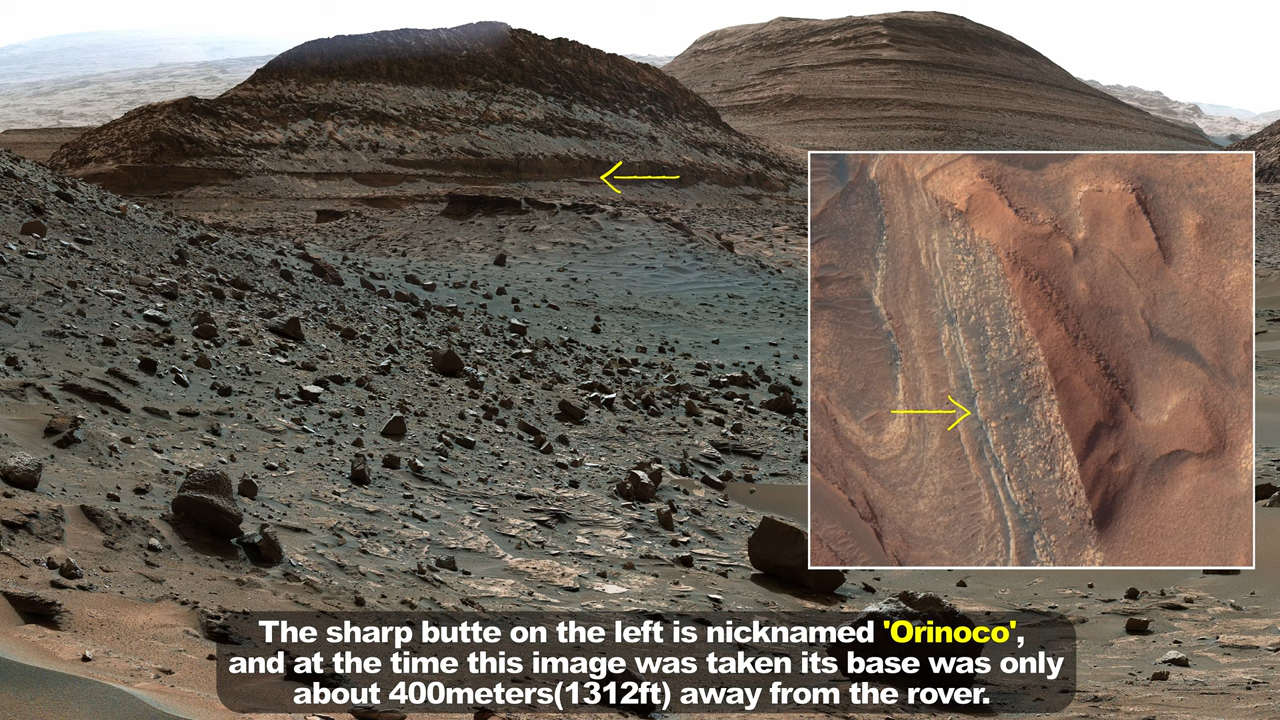 The sharp butte on the left is nicknamed 'Orinoco',
and at the time this image was taken its base was only
about 400meters(1312ft) away from the rover.